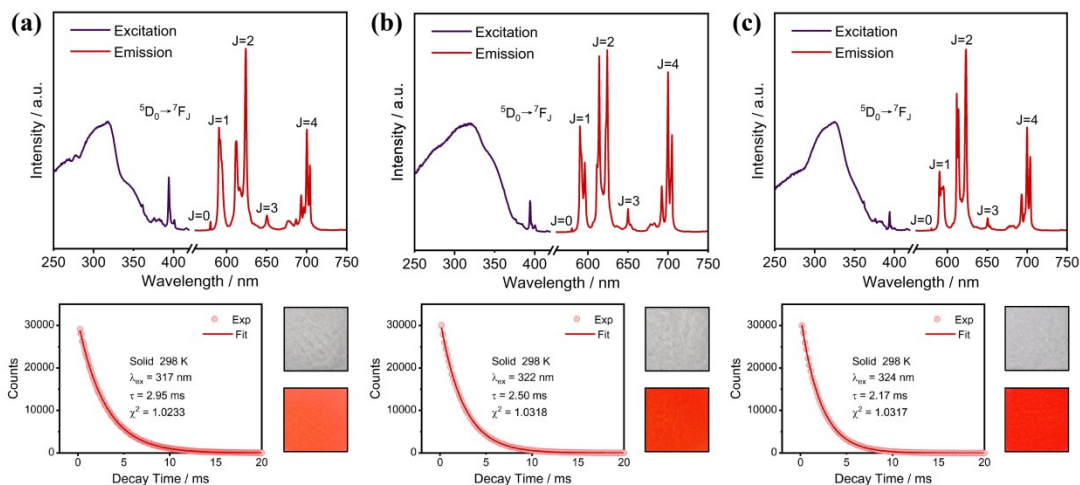 (a)
Excitation
Emission
J=2
⁵D₀→⁷F_J
J=1
J=4
J=0
J=3
Intensity / a.u.
250 300 350 400 600 650 700 750
Wavelength / nm
(b)
Excitation
Emission
J=2
⁵D₀→⁷F_J
J=4
J=1
J=0
J=3
Intensity / a.u.
250 300 350 400 600 650 700 750
Wavelength / nm
(c)
Excitation
Emission
J=2
⁵D₀→⁷F_J
J=4
J=1
J=0
J=3
Intensity / a.u.
250 300 350 400 600 650 700 750
Wavelength / nm
30000
20000
10000
0
Counts
Exp
Fit
Solid 298 K
λex = 317 nm
τ = 2.95 ms
χ² = 1.0233
0 5 10 15 20
Decay Time / ms
30000
20000
10000
0
Counts
Exp
Fit
Solid 298 K
λex = 322 nm
τ = 2.50 ms
χ² = 1.0318
0 5 10 15 20
Decay Time / ms
30000
20000
10000
0
Counts
Exp
Fit
Solid 298 K
λex = 324 nm
τ = 2.17 ms
χ² = 1.0317
0 5 10 15 20
Decay Time / ms